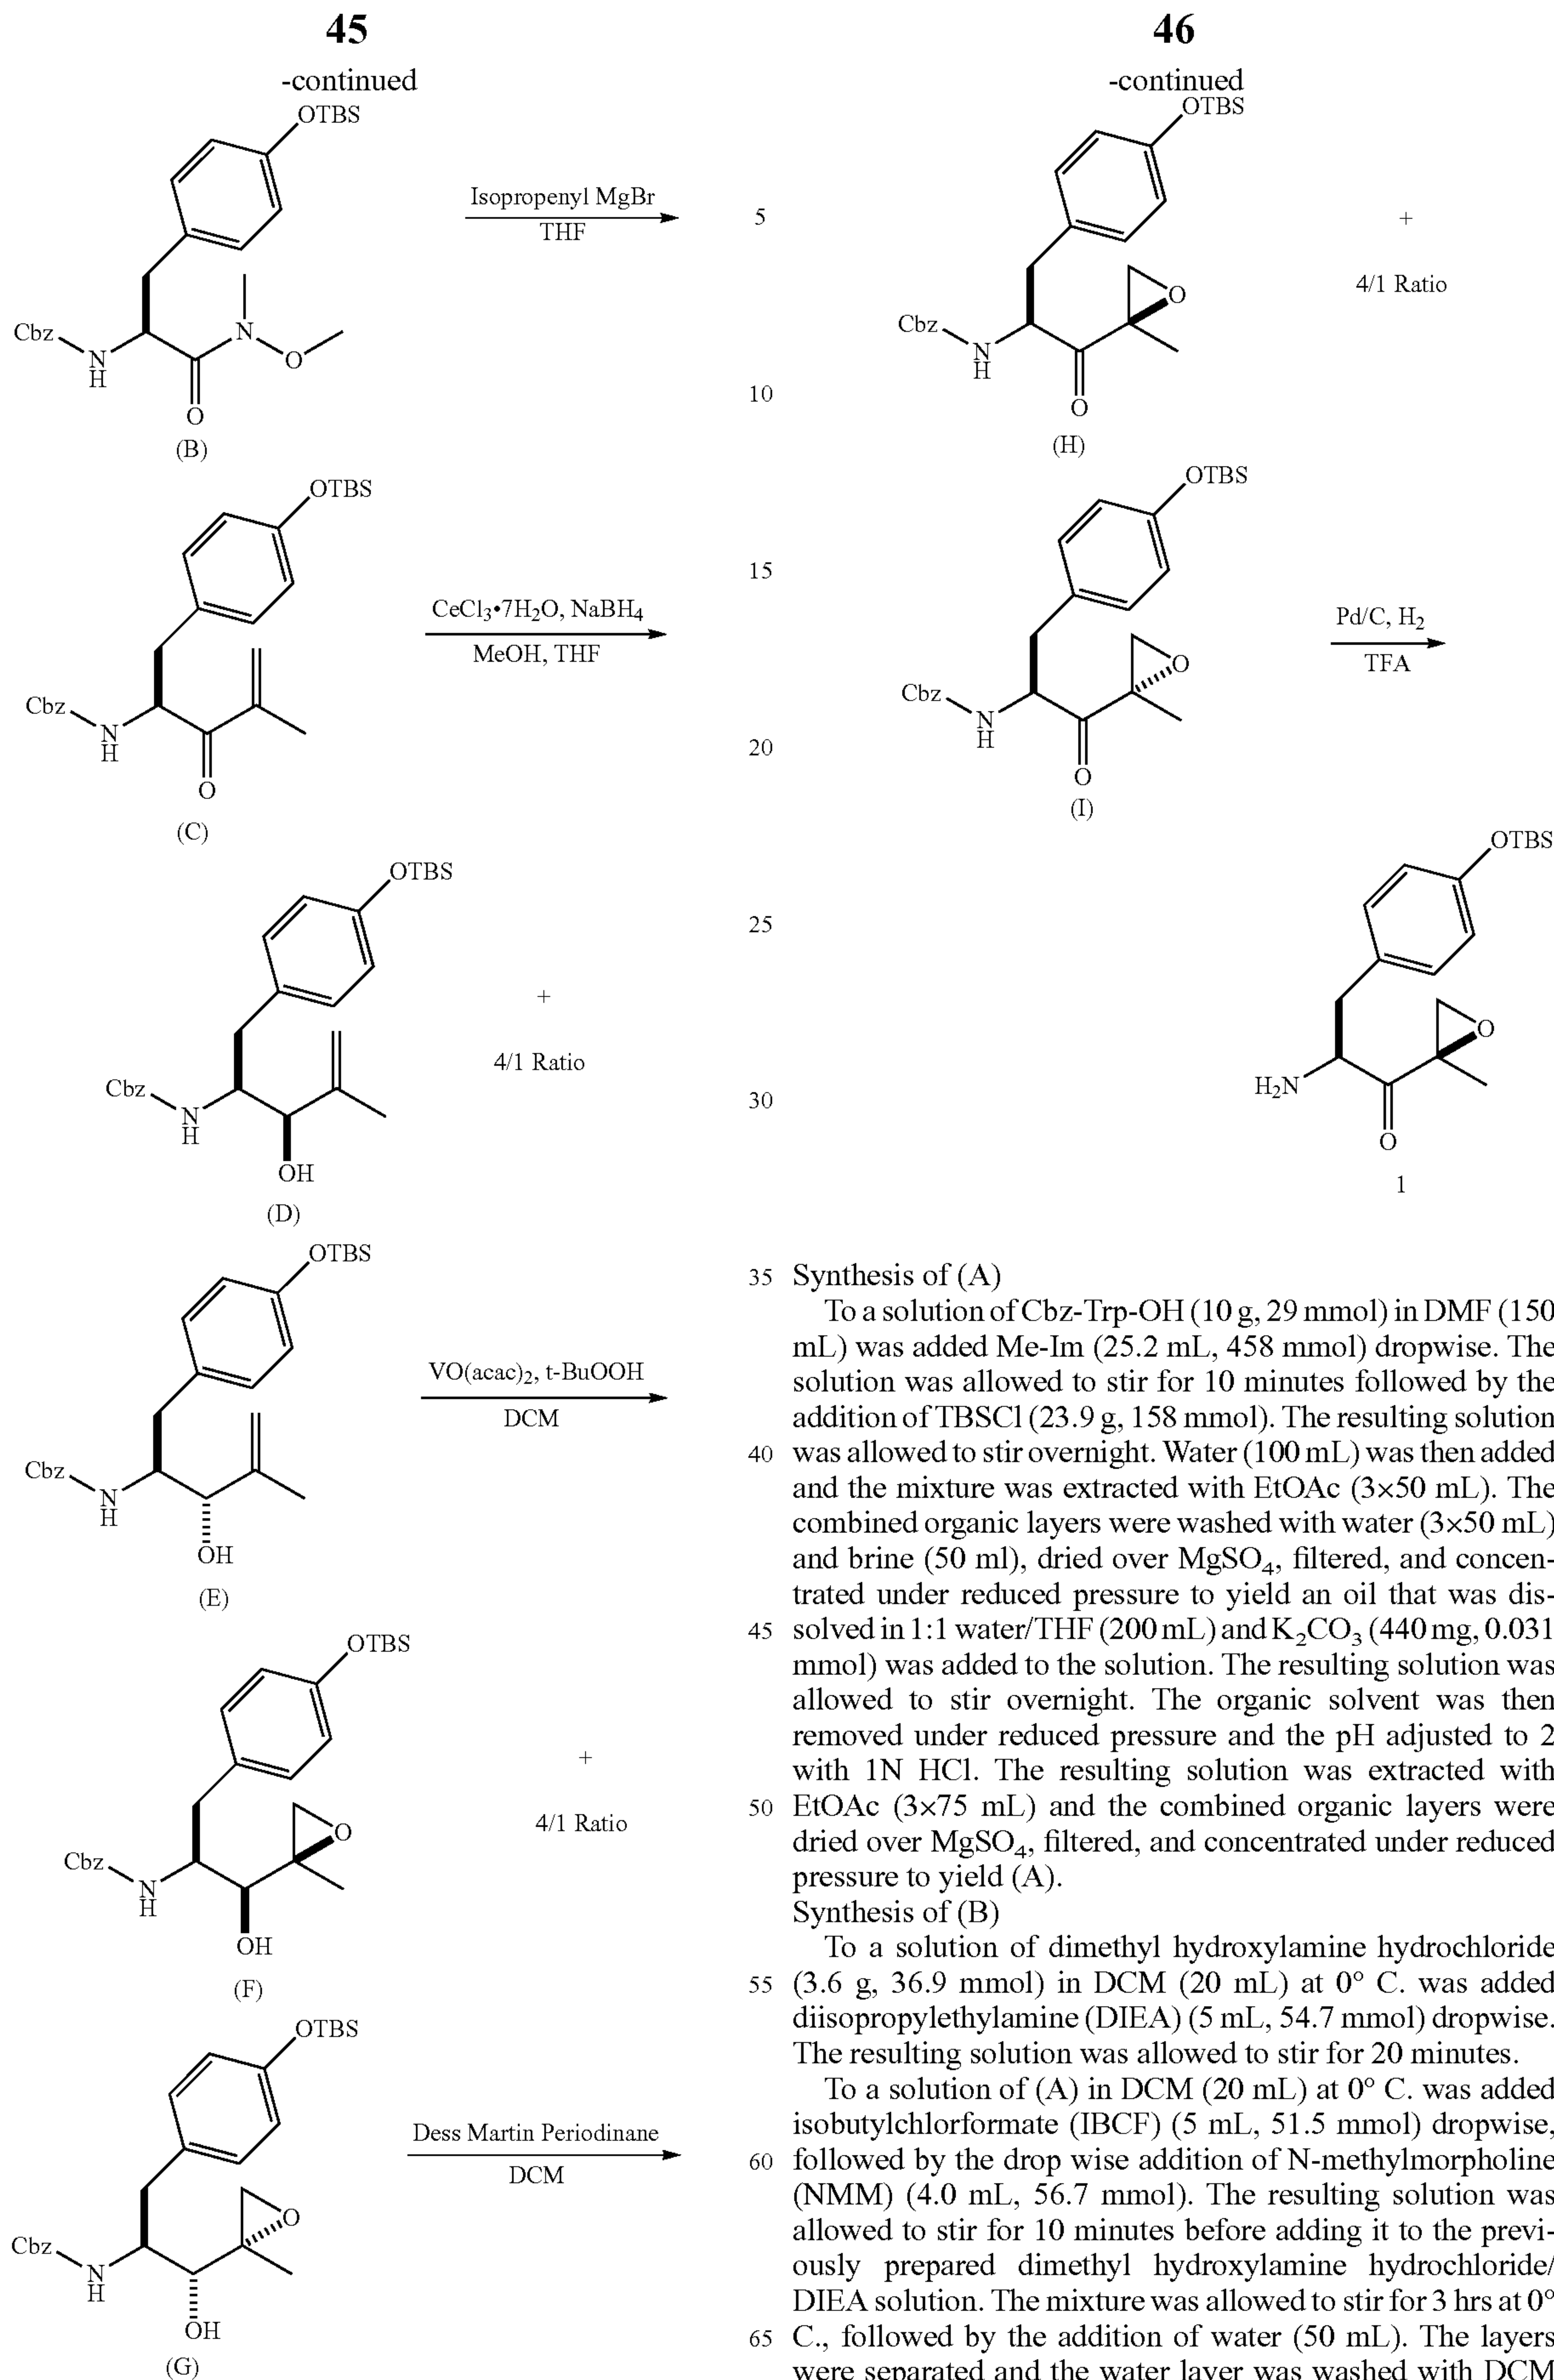 45
-continued
OTBS
Isopropenyl MgBr
THF
N
Cbz
N
H
O
O
(B)
OTBS
CeCl3•7H2O, NaBH4
MeOH, THF
Cbz
N
H
O
(C)
OTBS
+
4/1 Ratio
Cbz
N
H
OH
(D)
OTBS
VO(acac)2, t-BuOOH
DCM
Cbz
N
H
OH
(E)
OTBS
+
4/1 Ratio
O
Cbz
N
H
OH
(F)
OTBS
Dess Martin Periodinane
DCM
O
Cbz
N
H
OH
(G)
46
-continued
OTBS
+
4/1 Ratio
O
Cbz
N
H
O
(H)
OTBS
Pd/C, H2
TFA
O
Cbz
N
H
O
(I)
OTBS
O
H2N
O
1
5
10
15
20
25
30
35 Synthesis of (A)
To a solution of Cbz-Trp-OH (10 g, 29 mmol) in DMF (150
mL) was added Me-Im (25.2 mL, 458 mmol) dropwise. The
solution was allowed to stir for 10 minutes followed by the
addition of TBSCl (23.9 g, 158 mmol). The resulting solution
40 was allowed to stir overnight. Water (100 mL) was then added
and the mixture was extracted with EtOAc (3×50 mL). The
combined organic layers were washed with water (3×50 mL)
and brine (50 ml), dried over MgSO4, filtered, and concen-
trated under reduced pressure to yield an oil that was dis-
45 solved in 1:1 water/THF (200 mL) and K2CO3 (440 mg, 0.031
mmol) was added to the solution. The resulting solution was
allowed to stir overnight. The organic solvent was then
removed under reduced pressure and the pH adjusted to 2
with 1N HCl. The resulting solution was extracted with
50 EtOAc (3×75 mL) and the combined organic layers were
dried over MgSO4, filtered, and concentrated under reduced
pressure to yield (A).
Synthesis of (B)
To a solution of dimethyl hydroxylamine hydrochloride
55 (3.6 g, 36.9 mmol) in DCM (20 mL) at 0° C. was added
diisopropylethylamine (DIEA) (5 mL, 54.7 mmol) dropwise.
The resulting solution was allowed to stir for 20 minutes.
To a solution of (A) in DCM (20 mL) at 0° C. was added
isobutylchlorformate (IBCF) (5 mL, 51.5 mmol) dropwise,
60 followed by the drop wise addition of N-methylmorpholine
(NMM) (4.0 mL, 56.7 mmol). The resulting solution was
allowed to stir for 10 minutes before adding it to the previ-
ously prepared dimethyl hydroxylamine hydrochloride/
DIEA solution. The mixture was allowed to stir for 3 hrs at 0°
65 C., followed by the addition of water (50 mL). The layers
were separated and the water layer was washed with DCM